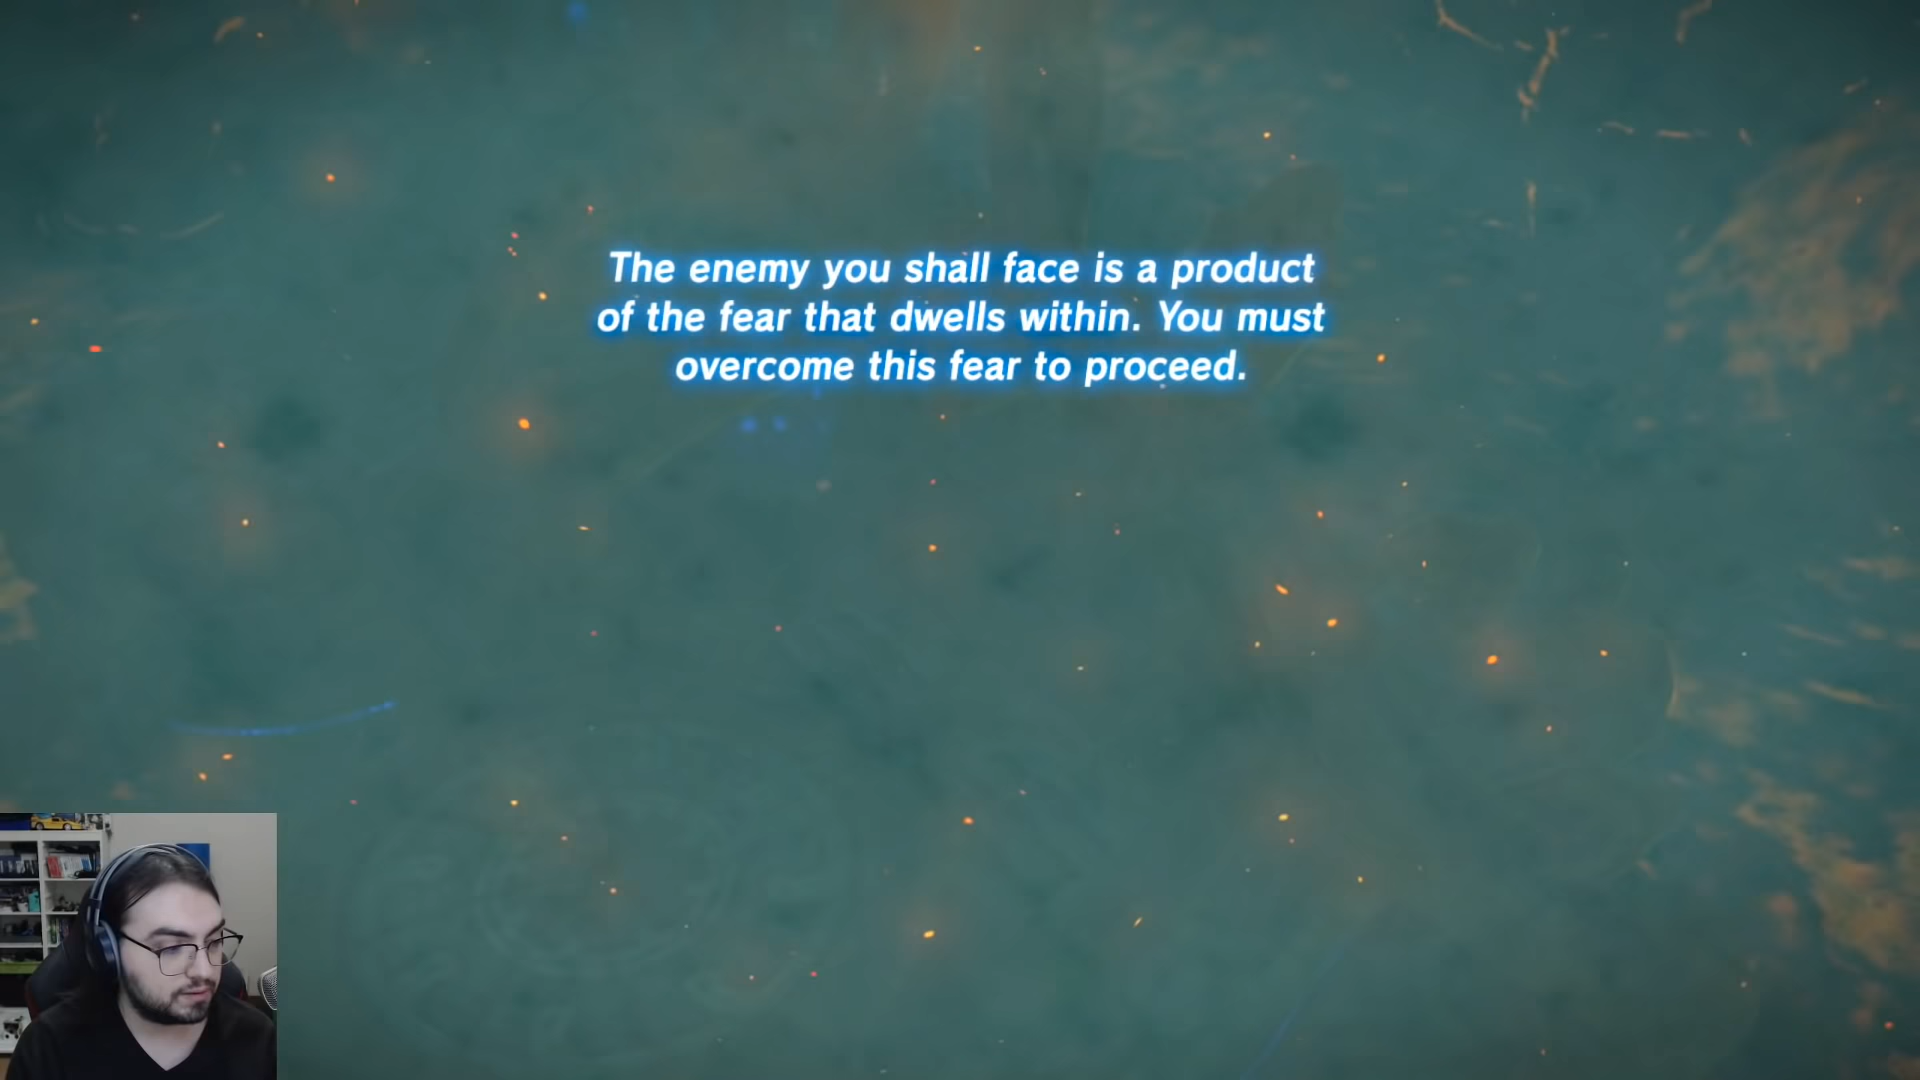 The enemy you shall face is a product
of the fear that dwells within. You must
overcome this fear to proceed.